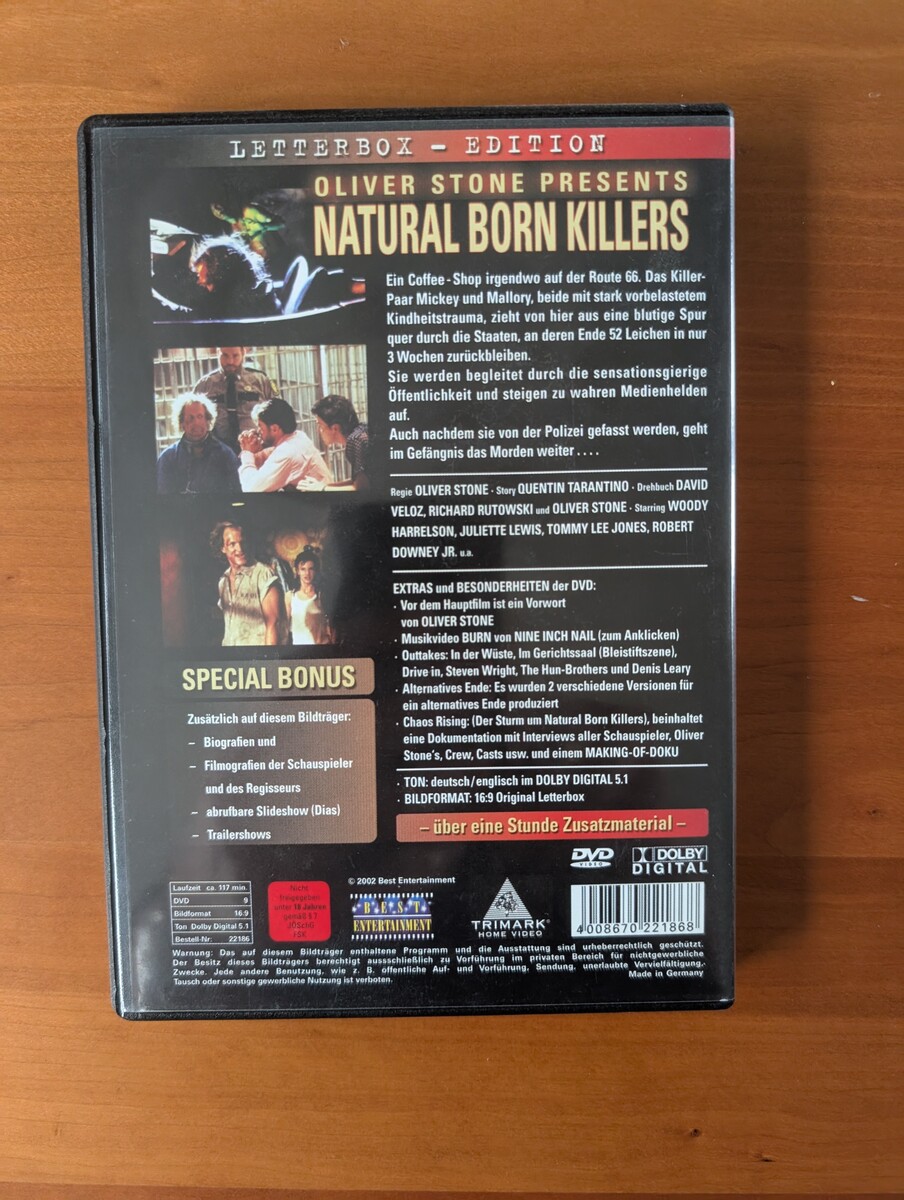 LETTERBOX – EDITION
OLIVER STONE PRESENTS
NATURAL BORN KILLERS
Ein Coffee-Shop irgendwo auf der Route 66. Das Killer-
Paar Mickey und Mallory, beide mit stark vorbelastetem
Kindheitstrauma, zieht von hier aus eine blutige Spur
quer durch die Staaten, an deren Ende 52 Leichen in nur
3 Wochen zurückbleiben.
Sie werden begleitet durch die sensationsgierige
Öffentlichkeit und steigen zu wahren Medienhelden
auf.
Auch nachdem sie von der Polizei gefasst werden, geht
im Gefängnis das Morden weiter . . . .
Regie OLIVER STONE · Story QUENTIN TARANTINO · Drehbuch DAVID
VELOZ, RICHARD RUTOWSKI und OLIVER STONE · Starring WOODY
HARRELSON, JULIETTE LEWIS, TOMMY LEE JONES, ROBERT
DOWNEY JR. u.a.
EXTRAS und BESONDERHEITEN der DVD:
· Vor dem Hauptfilm ist ein Vorwort
von OLIVER STONE
· Musikvideo BURN von NINE INCH NAIL (zum Anklicken)
· Outtakes: In der Wüste, Im Gerichtssaal (Bleistiftszene),
Drive in, Steven Wright, The Hun-Brothers und Denis Leary
· Alternatives Ende: Es wurden 2 verschiedene Versionen für
ein alternatives Ende produziert
· Chaos Rising: (Der Sturm um Natural Born Killers), beinhaltet
eine Dokumentation mit Interviews aller Schauspieler, Oliver
Stone's, Crew, Casts usw. und einem MAKING-OF-DOKU
· TON: deutsch/englisch im DOLBY DIGITAL 5.1
· BILDFORMAT: 16:9 Original Letterbox
– über eine Stunde Zusatzmaterial –
SPECIAL BONUS
Zusätzlich auf diesem Bildträger:
– Biografien und
– Filmografien der Schauspieler
und des Regisseurs
– abrufbare Slideshow (Dias)
– Trailershows
DVD
VIDEO
DOLBY
DIGITAL
Laufzeit ca. 117 min.
DVD 9
Bildformat 16:9
Ton Dolby Digital 5.1
Bestell-Nr: 22186
Nicht
freigegeben
unter 18 Jahren
gemäß § 7
JÖSchG
FSK
© 2002 Best Entertainment
BEST
ENTERTAINMENT
TRIMARK
HOME VIDEO
4 008670 221868
Warnung: Das auf diesem Bildträger enthaltene Programm und die Ausstattung sind urheberrechtlich geschützt.
Der Besitz dieses Bildträgers berechtigt ausschließlich zu Vorführung im privaten Bereich für nichtgewerbliche
Zwecke. Jede andere Benutzung, wie z. B. öffentliche Auf- und Vorführung, Sendung, unerlaubte Vervielfältigung,
Tausch oder sonstige gewerbliche Nutzung ist verboten.
Made in Germany